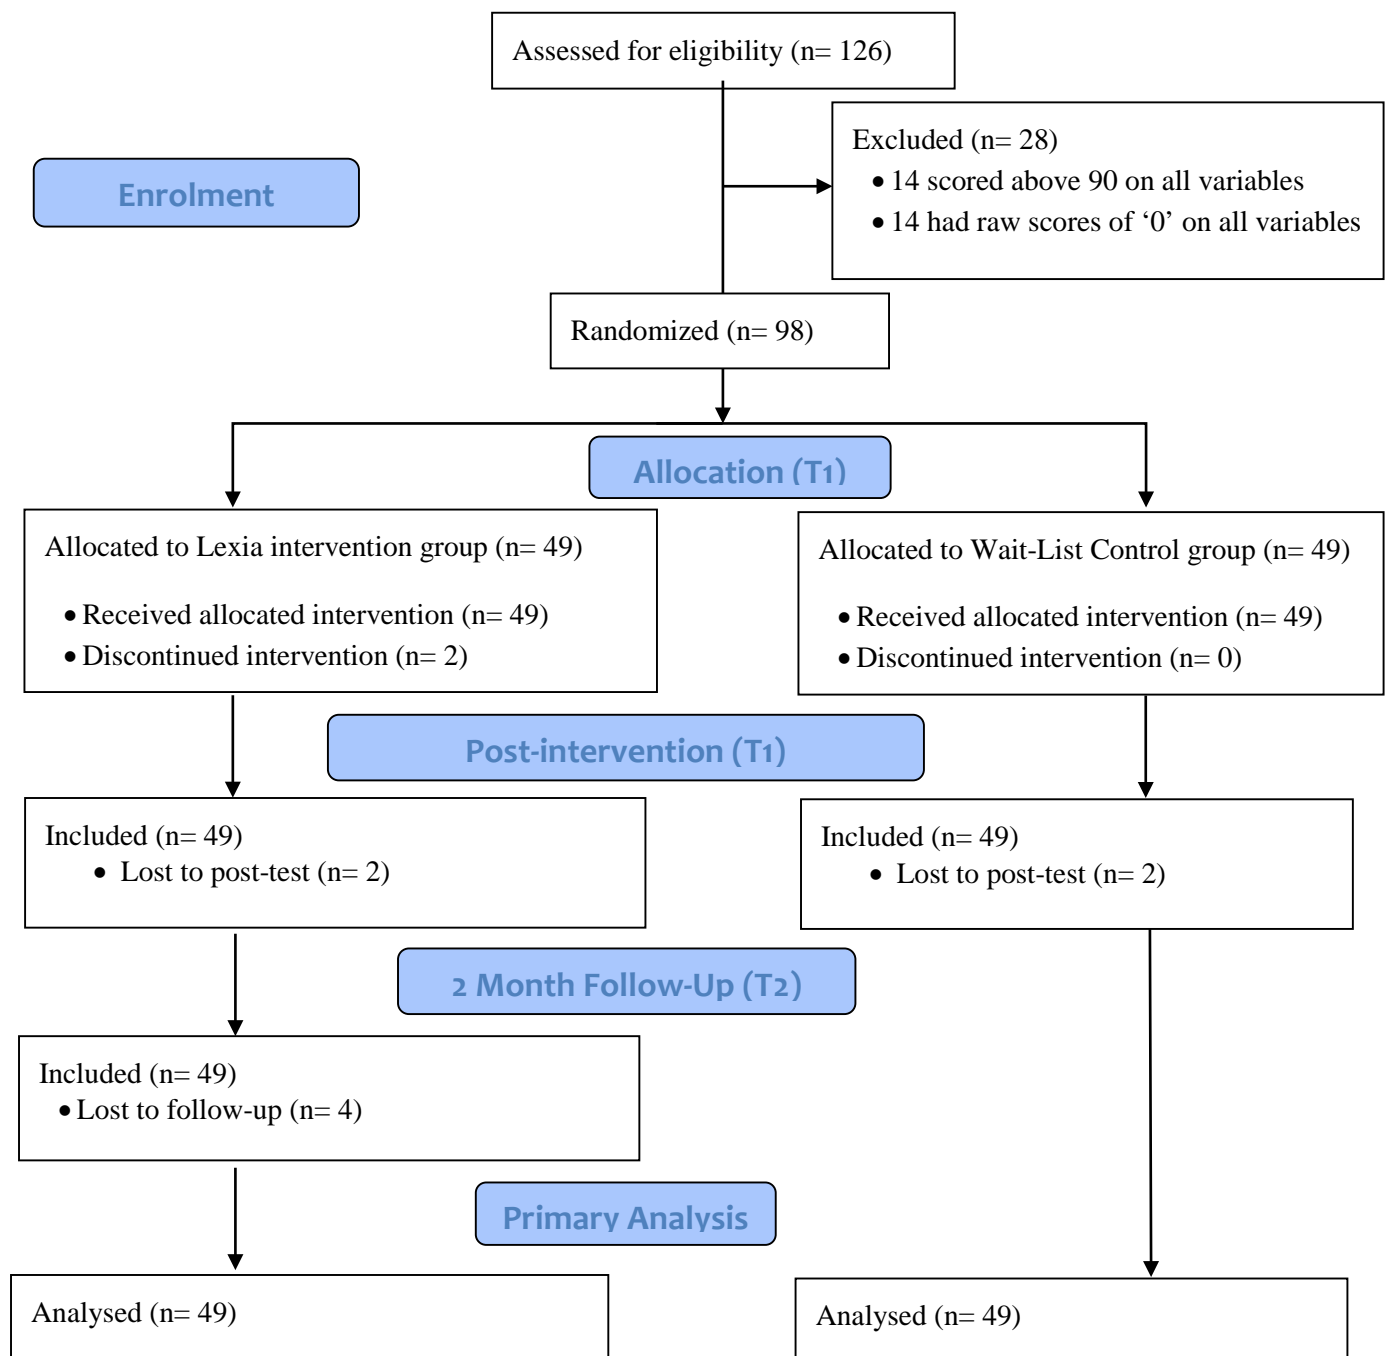 Assessed for eligibility (n= 126)
Excluded (n= 28)
• 14 scored above 90 on all variables
• 14 had raw scores of ‘0’ on all variables
Enrolment
Randomized (n= 98)
Allocation (T1)
Allocated to Lexia intervention group (n= 49)
• Received allocated intervention (n= 49)
• Discontinued intervention (n= 2)
Allocated to Wait-List Control group (n= 49)
• Received allocated intervention (n= 49)
• Discontinued intervention (n= 0)
Post-intervention (T1)
Included (n= 49)
• Lost to post-test (n= 2)
Included (n= 49)
• Lost to post-test (n= 2)
2 Month Follow-Up (T2)
Included (n= 49)
• Lost to follow-up (n= 4)
Primary Analysis
Analysed (n= 49)
Analysed (n= 49)